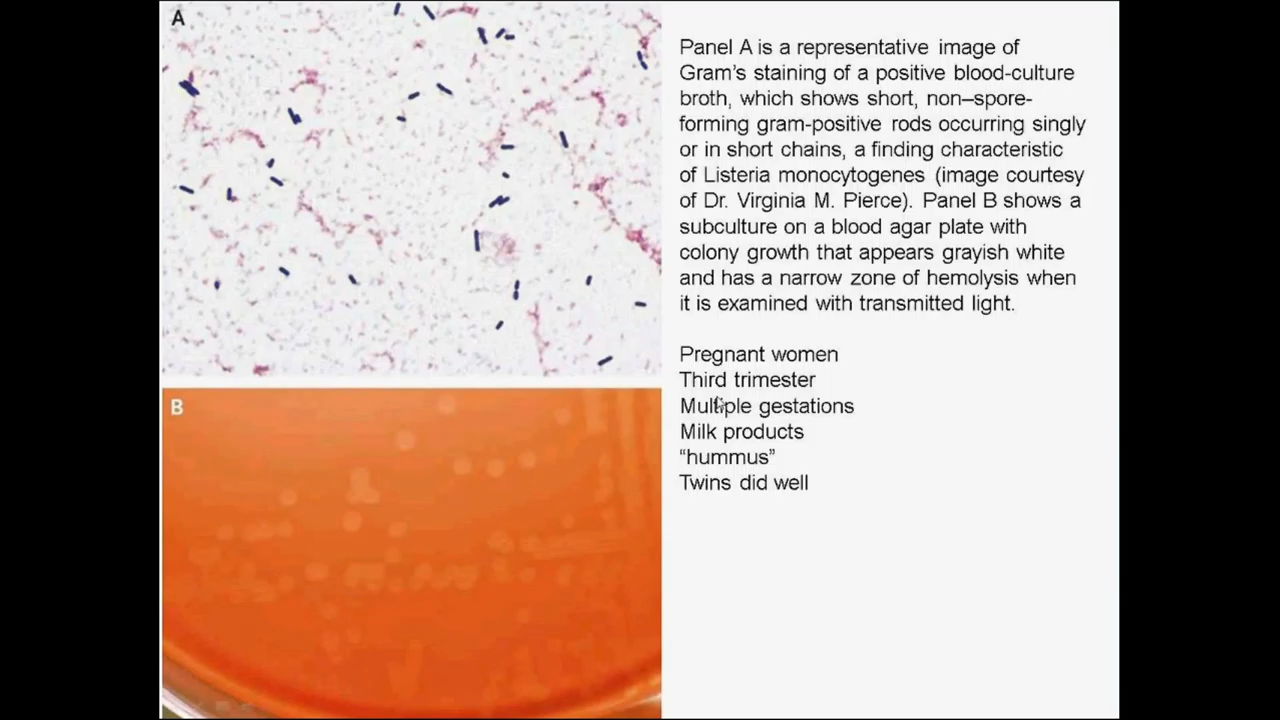 A
Panel A is a representative image of
Gram's staining of a positive blood-culture
broth, which shows short, non–spore-
forming gram-positive rods occurring singly
or in short chains, a finding characteristic
of Listeria monocytogenes (image courtesy
of Dr. Virginia M. Pierce). Panel B shows a
subculture on a blood agar plate with
colony growth that appears grayish white
and has a narrow zone of hemolysis when
it is examined with transmitted light.
Pregnant women
Third trimester
Multiple gestations
Milk products
“hummus”
Twins did well
B